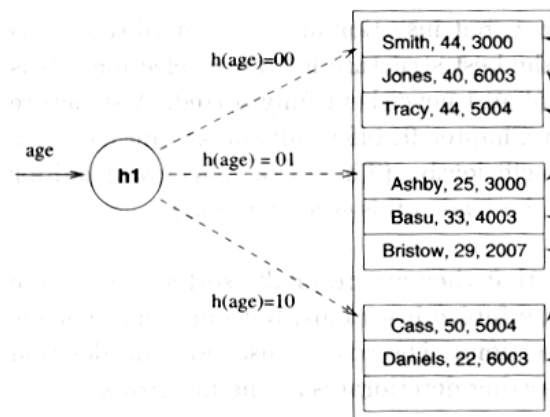 h(age)=00
Smith, 44, 3000
Jones, 40, 6003
Tracy, 44, 5004
age
h1
h(age) = 01
Ashby, 25, 3000
Basu, 33, 4003
Bristow, 29, 2007
h(age)=10
Cass, 50, 5004
Daniels, 22, 6003